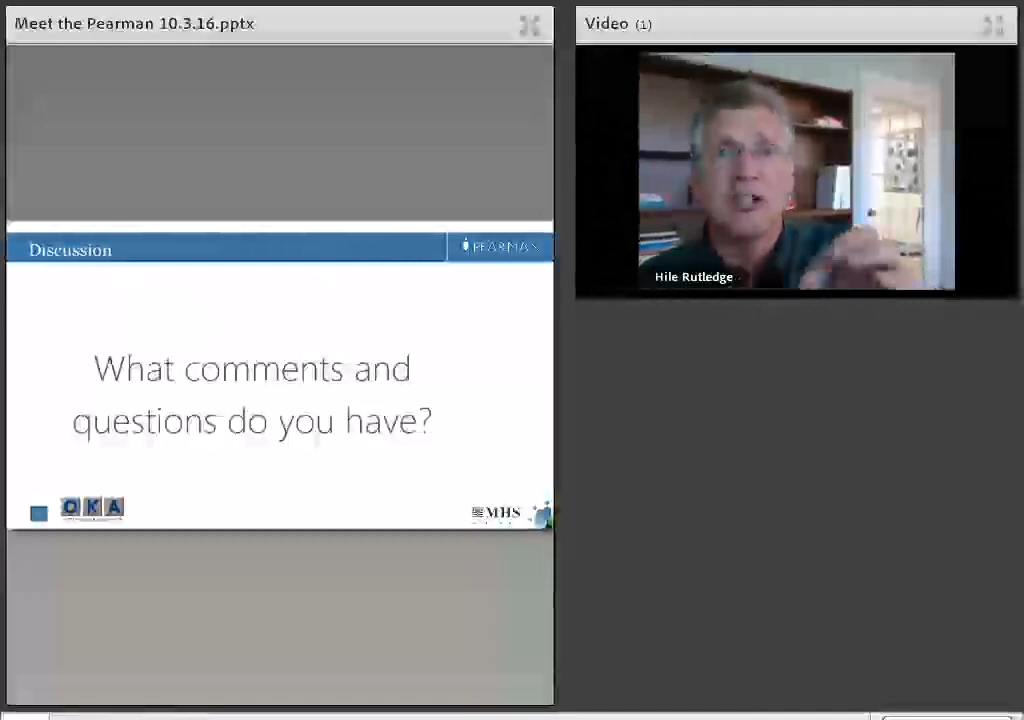 Meet the Pearman 10.3.16.pptx
Video (1)
Discussion
PEARMAN
Hile Rutledge
What comments and
questions do you have?
OKA
MHS